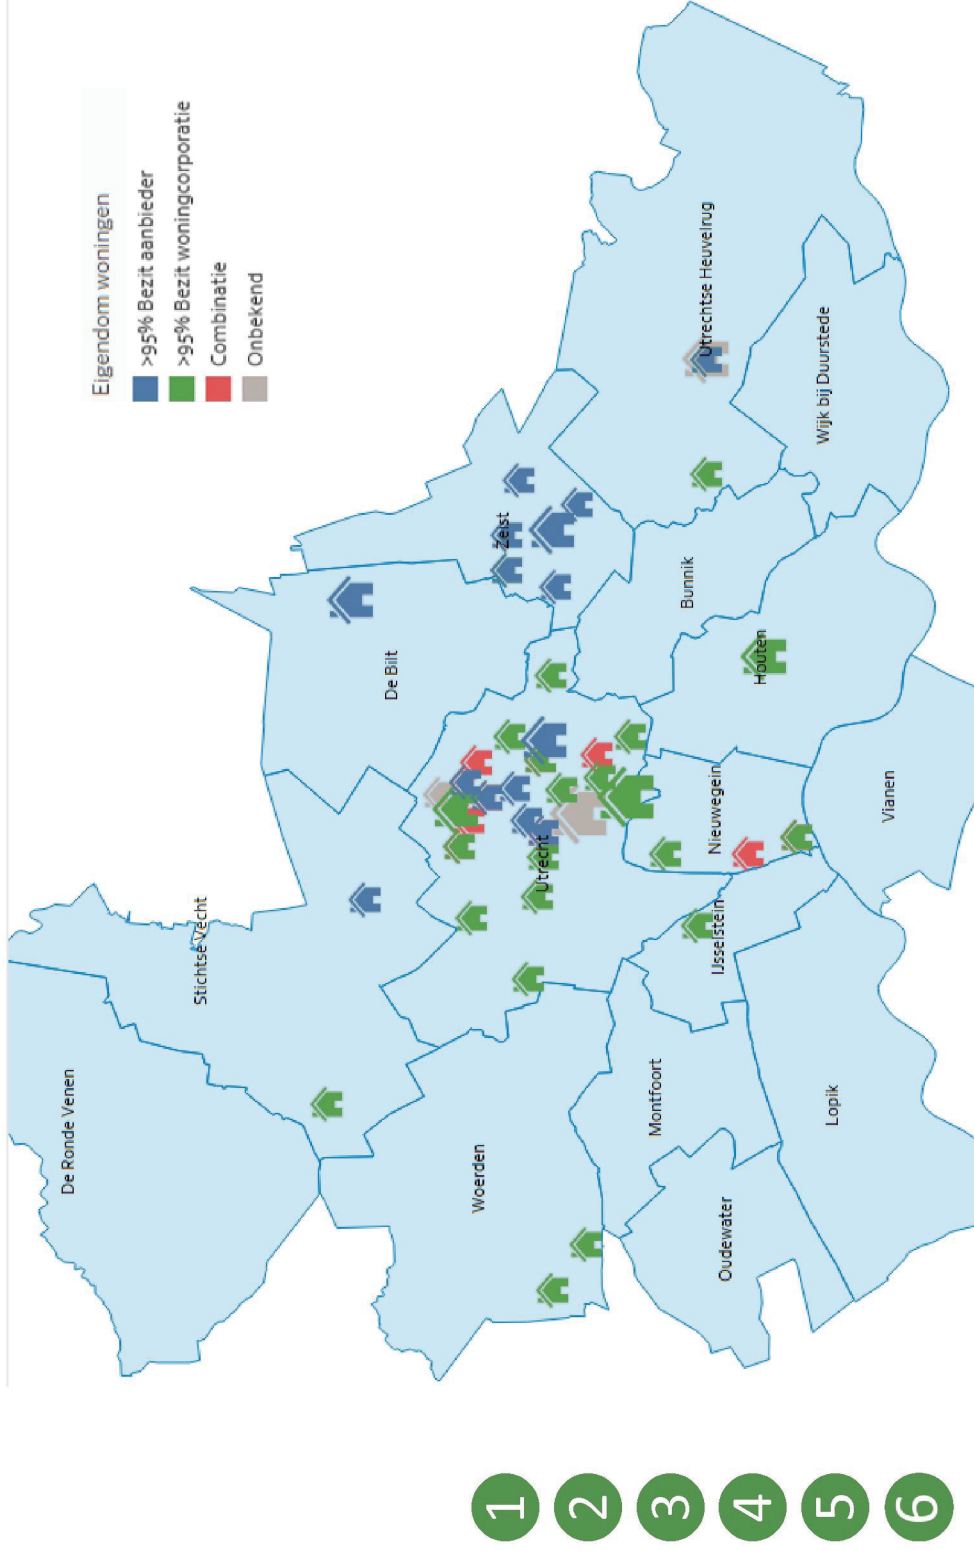 Eigendom woningen
>95% Bezit aanbieder
>95% Bezit woningcorporatie
Combinatie
Onbekend
De Ronde Venen
Stichtse Vecht
De Bilt
Woerden
Utrecht
Zeist
Montfoort
Oudewater
IJsselstein
Nieuwegein
Bunnik
Houten
Utrechtse Heuvelrug
Wijk bij Duurstede
Lopik
Vianen
1
2
3
4
5
6